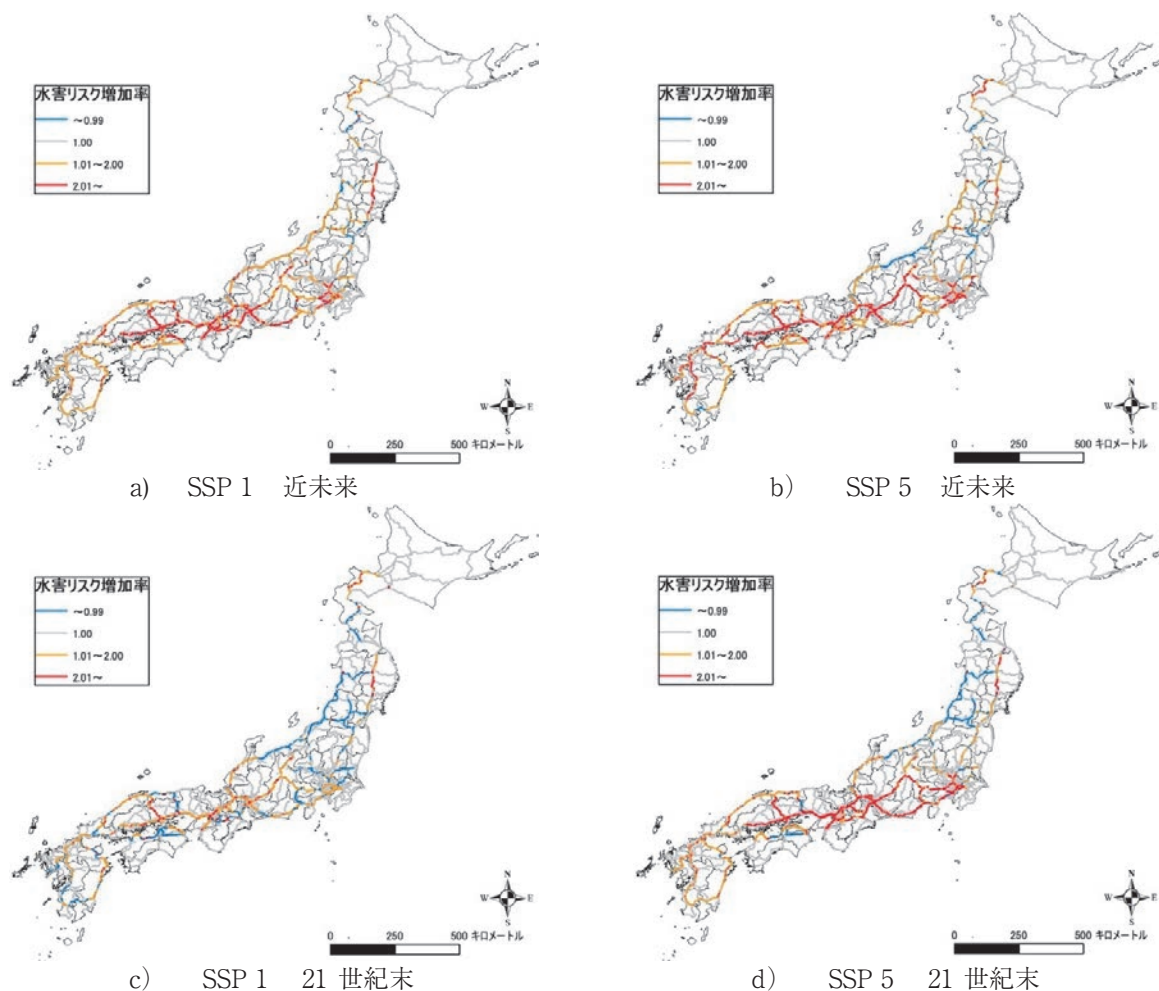 水害リスク増加率
～0.99
1.00
1.01～2.00
2.01～
N
W E
S
0 250 500 キロメートル
a) SSP 1 近未来
水害リスク増加率
～0.99
1.00
1.01～2.00
2.01～
N
W E
S
0 250 500 キロメートル
b) SSP 5 近未来
水害リスク増加率
～0.99
1.00
1.01～2.00
2.01～
N
W E
S
0 250 500 キロメートル
c) SSP 1 21 世紀末
水害リスク増加率
～0.99
1.00
1.01～2.00
2.01～
N
W E
S
0 250 500 キロメートル
d) SSP 5 21 世紀末